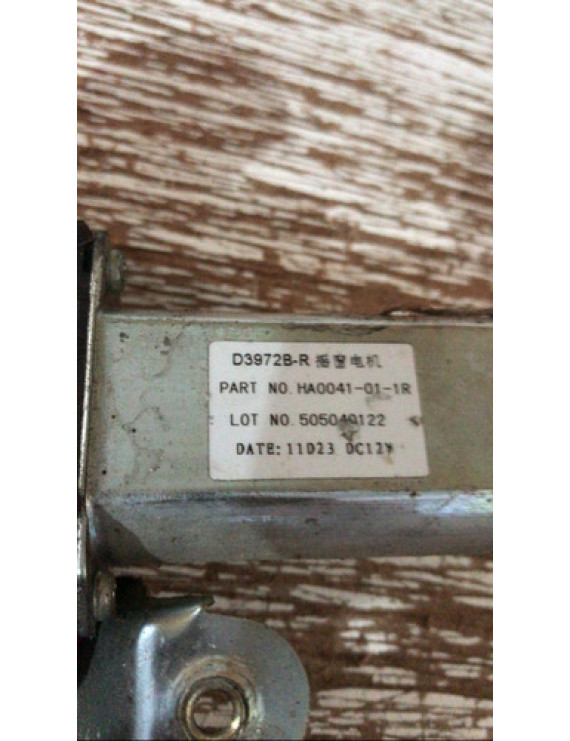 D3972B-R 摇窗电机
PART NO. HA0041-01-1R
LOT NO. 505040122
DATE: 11D23 DC12V